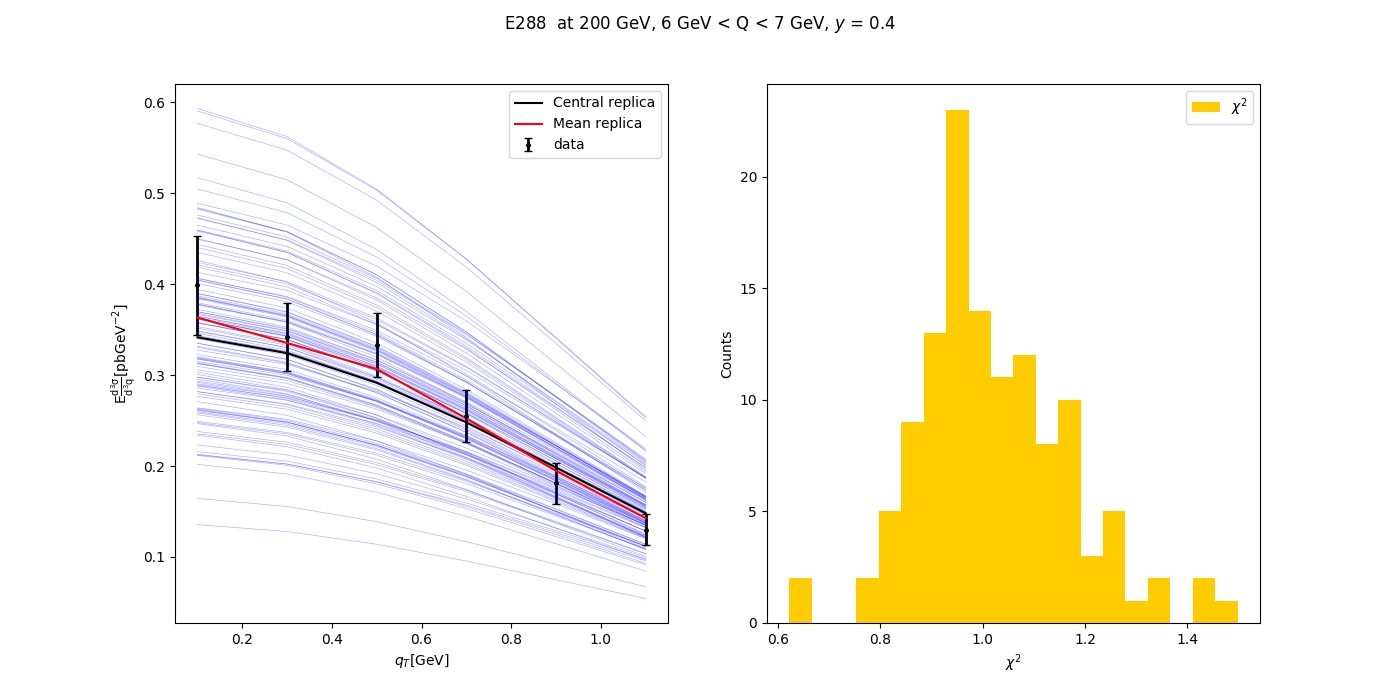 E288 at 200 GeV, 6 GeV < Q < 7 GeV, y = 0.4
Central replica
Mean replica
data
0.6
0.5
0.4
0.3
0.2
0.1
E d³σ/d³q [pbGeV⁻²]
0.2 0.4 0.6 0.8 1.0
q_T[GeV]
χ²
20
15
10
5
0
Counts
0.6 0.8 1.0 1.2 1.4
χ²